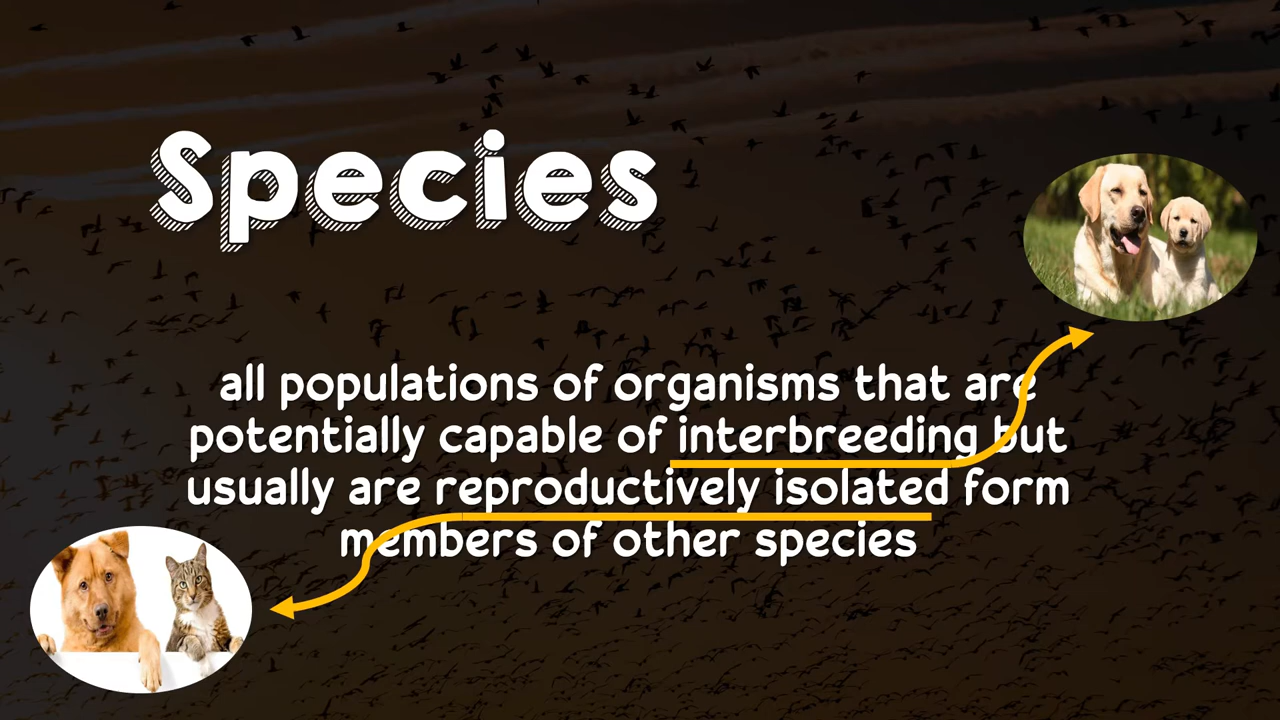 Species
all populations of organisms that are
potentially capable of interbreeding but
usually are reproductively isolated form
members of other species